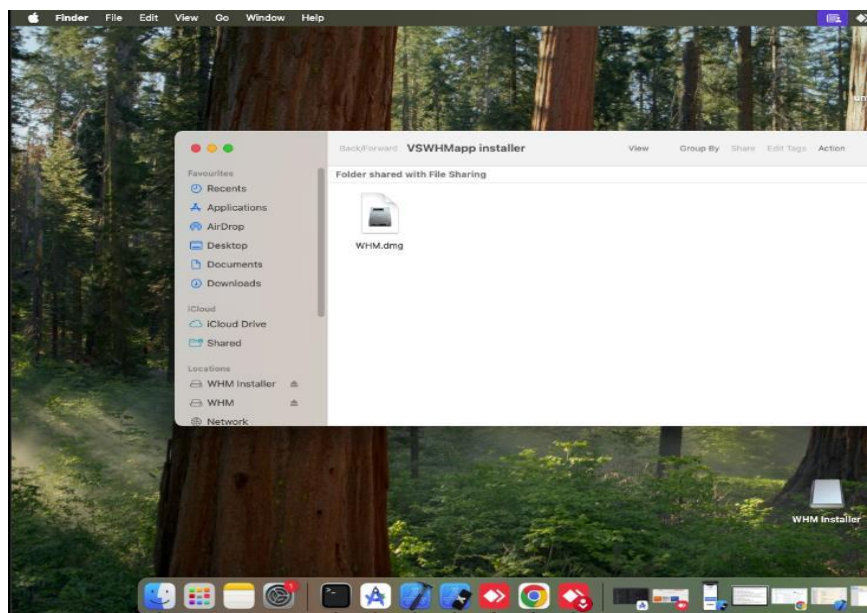 Finder File Edit View Go Window Help
Back/Forward VSWHMapp installer View Group By Share Edit Tags Action
Favourites
Folder shared with File Sharing
Recents
Applications
AirDrop
Desktop
WHM.dmg
Documents
Downloads
iCloud
iCloud Drive
Shared
Locations
WHM Installer
WHM
Network
WHM Installer
1